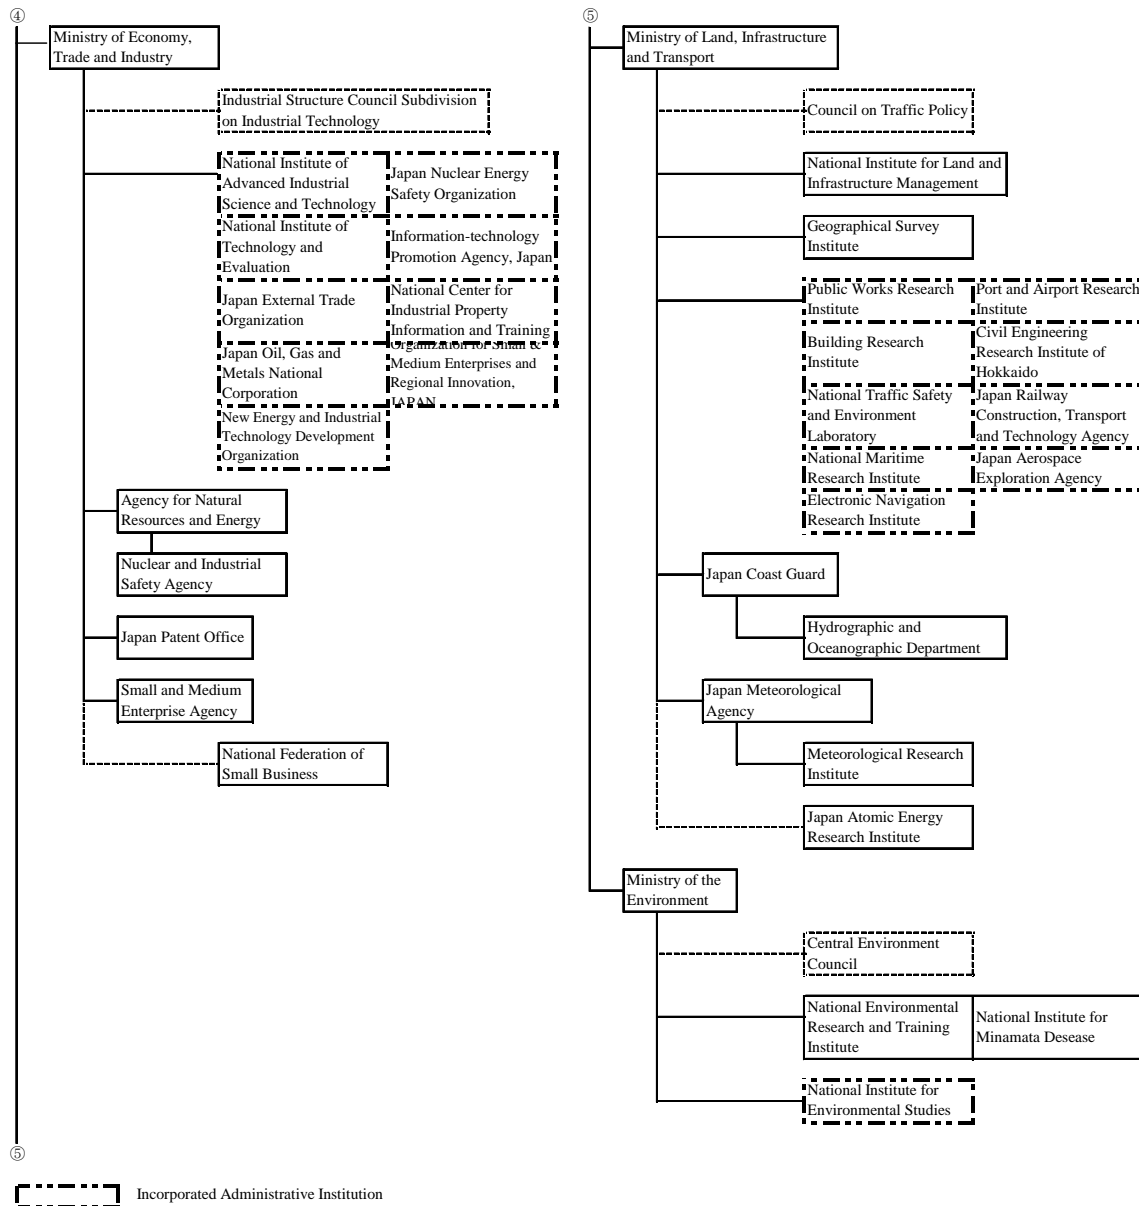 ④
Ministry of Economy,
Trade and Industry
Industrial Structure Council Subdivision
on Industrial Technology
National Institute of
Advanced Industrial
Science and Technology
Japan Nuclear Energy
Safety Organization
National Institute of
Technology and
Evaluation
Information-technology
Promotion Agency, Japan
Japan External Trade
Organization
National Center for
Industrial Property
Information and Training
Japan Oil, Gas and
Metals National
Corporation
Organization for Small &
Medium Enterprises and
Regional Innovation,
JAPAN
New Energy and Industrial
Technology Development
Organization
Agency for Natural
Resources and Energy
Nuclear and Industrial
Safety Agency
Japan Patent Office
Small and Medium
Enterprise Agency
National Federation of
Small Business
⑤
⑤
Ministry of Land, Infrastructure
and Transport
Council on Traffic Policy
National Institute for Land and
Infrastructure Management
Geographical Survey
Institute
Public Works Research
Institute
Port and Airport Research
Institute
Building Research
Institute
Civil Engineering
Research Institute of
Hokkaido
National Traffic Safety
and Environment
Laboratory
Japan Railway
Construction, Transport
and Technology Agency
National Maritime
Research Institute
Japan Aerospace
Exploration Agency
Electronic Navigation
Research Institute
Japan Coast Guard
Hydrographic and
Oceanographic Department
Japan Meteorological
Agency
Meteorological Research
Institute
Japan Atomic Energy
Research Institute
Ministry of the
Environment
Central Environment
Council
National Environmental
Research and Training
Institute
National Institute for
Minamata Desease
National Institute for
Environmental Studies
Incorporated Administrative Institution